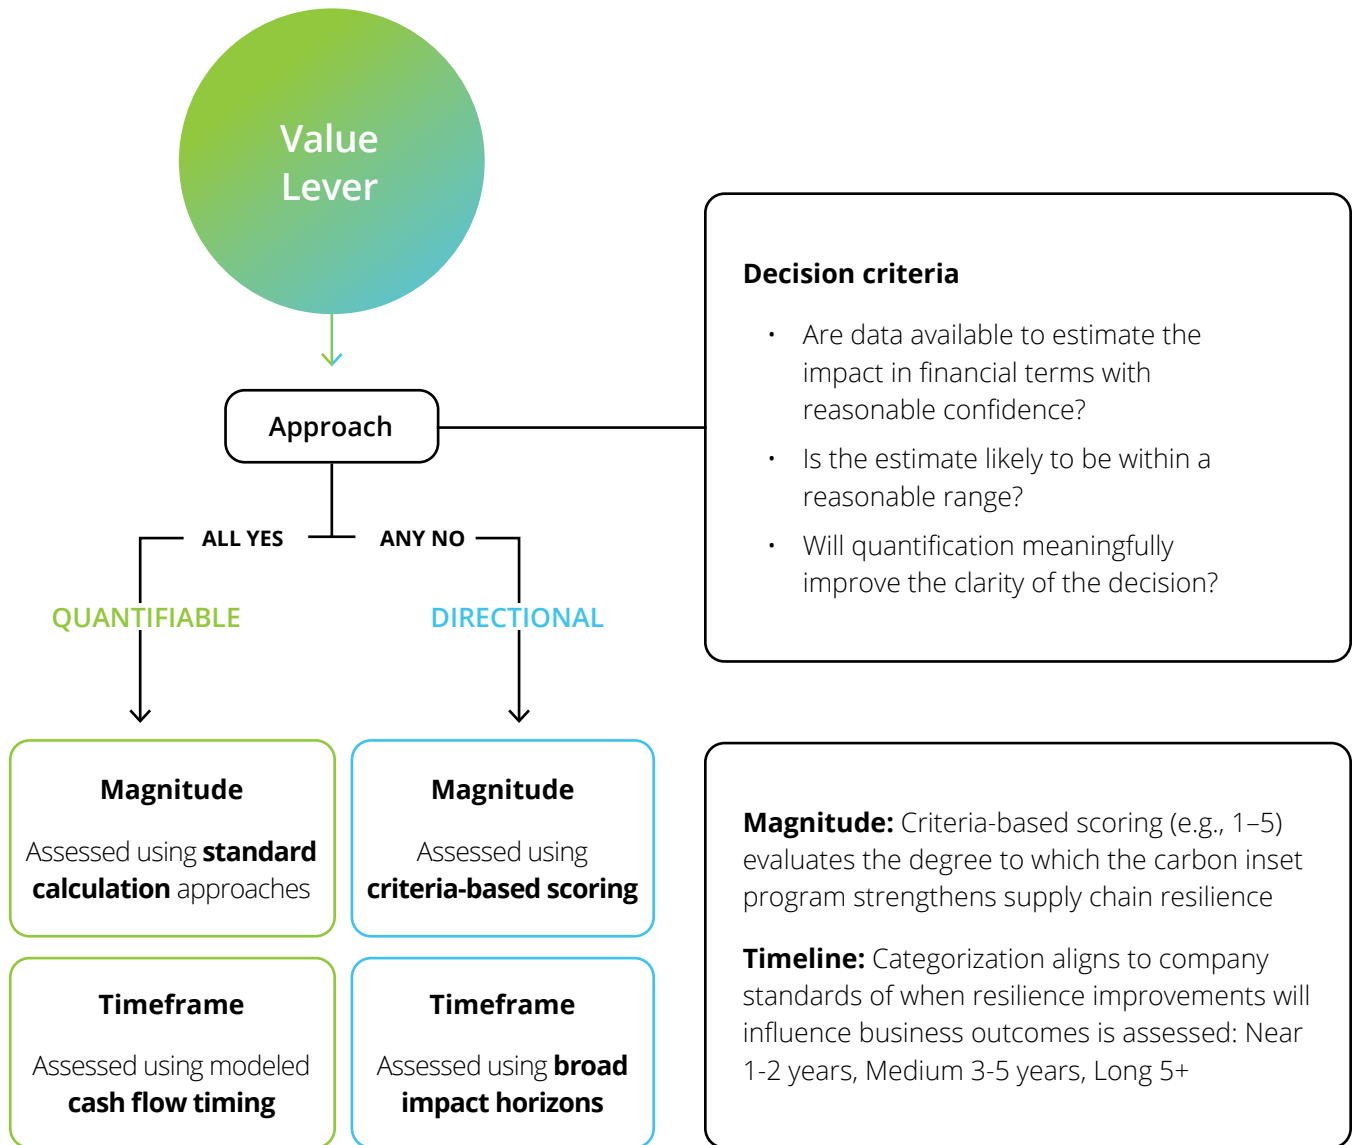 Value
Lever
Approach
Decision criteria
• Are data available to estimate the
impact in financial terms with
reasonable confidence?
• Is the estimate likely to be within a
reasonable range?
• Will quantification meaningfully
improve the clarity of the decision?
ALL YES
ANY NO
QUANTIFIABLE
DIRECTIONAL
Magnitude
Assessed using standard
calculation approaches
Magnitude
Assessed using
criteria-based scoring
Timeframe
Assessed using modeled
cash flow timing
Timeframe
Assessed using broad
impact horizons
Magnitude: Criteria-based scoring (e.g., 1–5)
evaluates the degree to which the carbon inset
program strengthens supply chain resilience
Timeline: Categorization aligns to company
standards of when resilience improvements will
influence business outcomes is assessed: Near
1-2 years, Medium 3-5 years, Long 5+